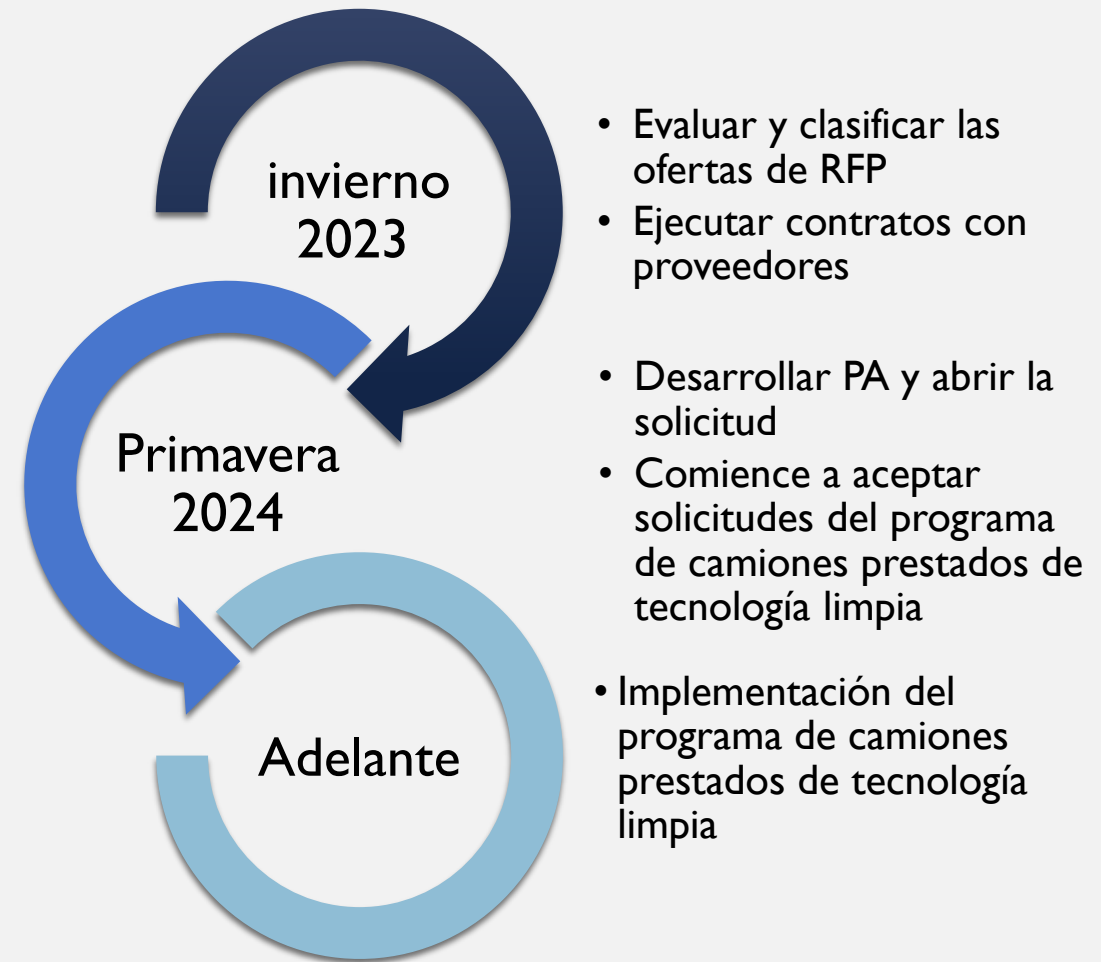 invierno
2023
• Evaluar y clasificar las
ofertas de RFP
• Ejecutar contratos con
proveedores
Primavera
2024
• Desarrollar PA y abrir la
solicitud
• Comience a aceptar
solicitudes del programa
de camiones prestados de
tecnología limpia
Adelante
• Implementación del
programa de camiones
prestados de tecnología
limpia